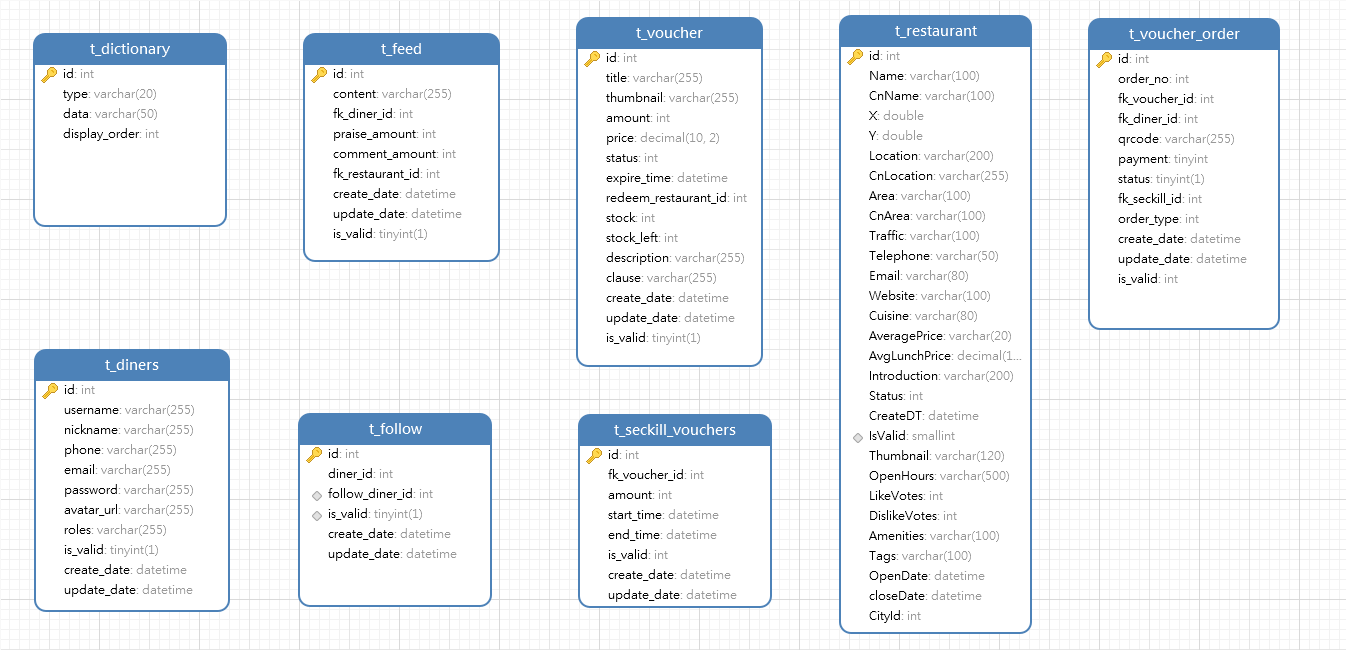 t_dictionary
id: int
type: varchar(20)
data: varchar(50)
display_order: int
t_feed
id: int
content: varchar(255)
fk_diner_id: int
praise_amount: int
comment_amount: int
fk_restaurant_id: int
create_date: datetime
update_date: datetime
is_valid: tinyint(1)
t_voucher
id: int
title: varchar(255)
thumbnail: varchar(255)
amount: int
price: decimal(10, 2)
status: int
expire_time: datetime
redeem_restaurant_id: int
stock: int
stock_left: int
description: varchar(255)
clause: varchar(255)
create_date: datetime
update_date: datetime
is_valid: tinyint(1)
t_restaurant
id: int
Name: varchar(100)
CnName: varchar(100)
X: double
Y: double
Location: varchar(200)
CnLocation: varchar(255)
Area: varchar(100)
CnArea: varchar(100)
Traffic: varchar(100)
Telephone: varchar(50)
Email: varchar(80)
Website: varchar(100)
Cuisine: varchar(80)
AveragePrice: varchar(20)
AvgLunchPrice: decimal(1...
Introduction: varchar(200)
Status: int
CreateDT: datetime
IsValid: smallint
Thumbnail: varchar(120)
OpenHours: varchar(500)
LikeVotes: int
DislikeVotes: int
Amenities: varchar(100)
Tags: varchar(100)
OpenDate: datetime
closeDate: datetime
CityId: int
t_voucher_order
id: int
order_no: int
fk_voucher_id: int
fk_diner_id: int
qrcode: varchar(255)
payment: tinyint
status: tinyint(1)
fk_seckill_id: int
order_type: int
create_date: datetime
update_date: datetime
is_valid: int
t_diners
id: int
username: varchar(255)
nickname: varchar(255)
phone: varchar(255)
email: varchar(255)
password: varchar(255)
avatar_url: varchar(255)
roles: varchar(255)
is_valid: tinyint(1)
create_date: datetime
update_date: datetime
t_follow
id: int
diner_id: int
follow_diner_id: int
is_valid: tinyint(1)
create_date: datetime
update_date: datetime
t_seckill_vouchers
id: int
fk_voucher_id: int
amount: int
start_time: datetime
end_time: datetime
is_valid: int
create_date: datetime
update_date: datetime